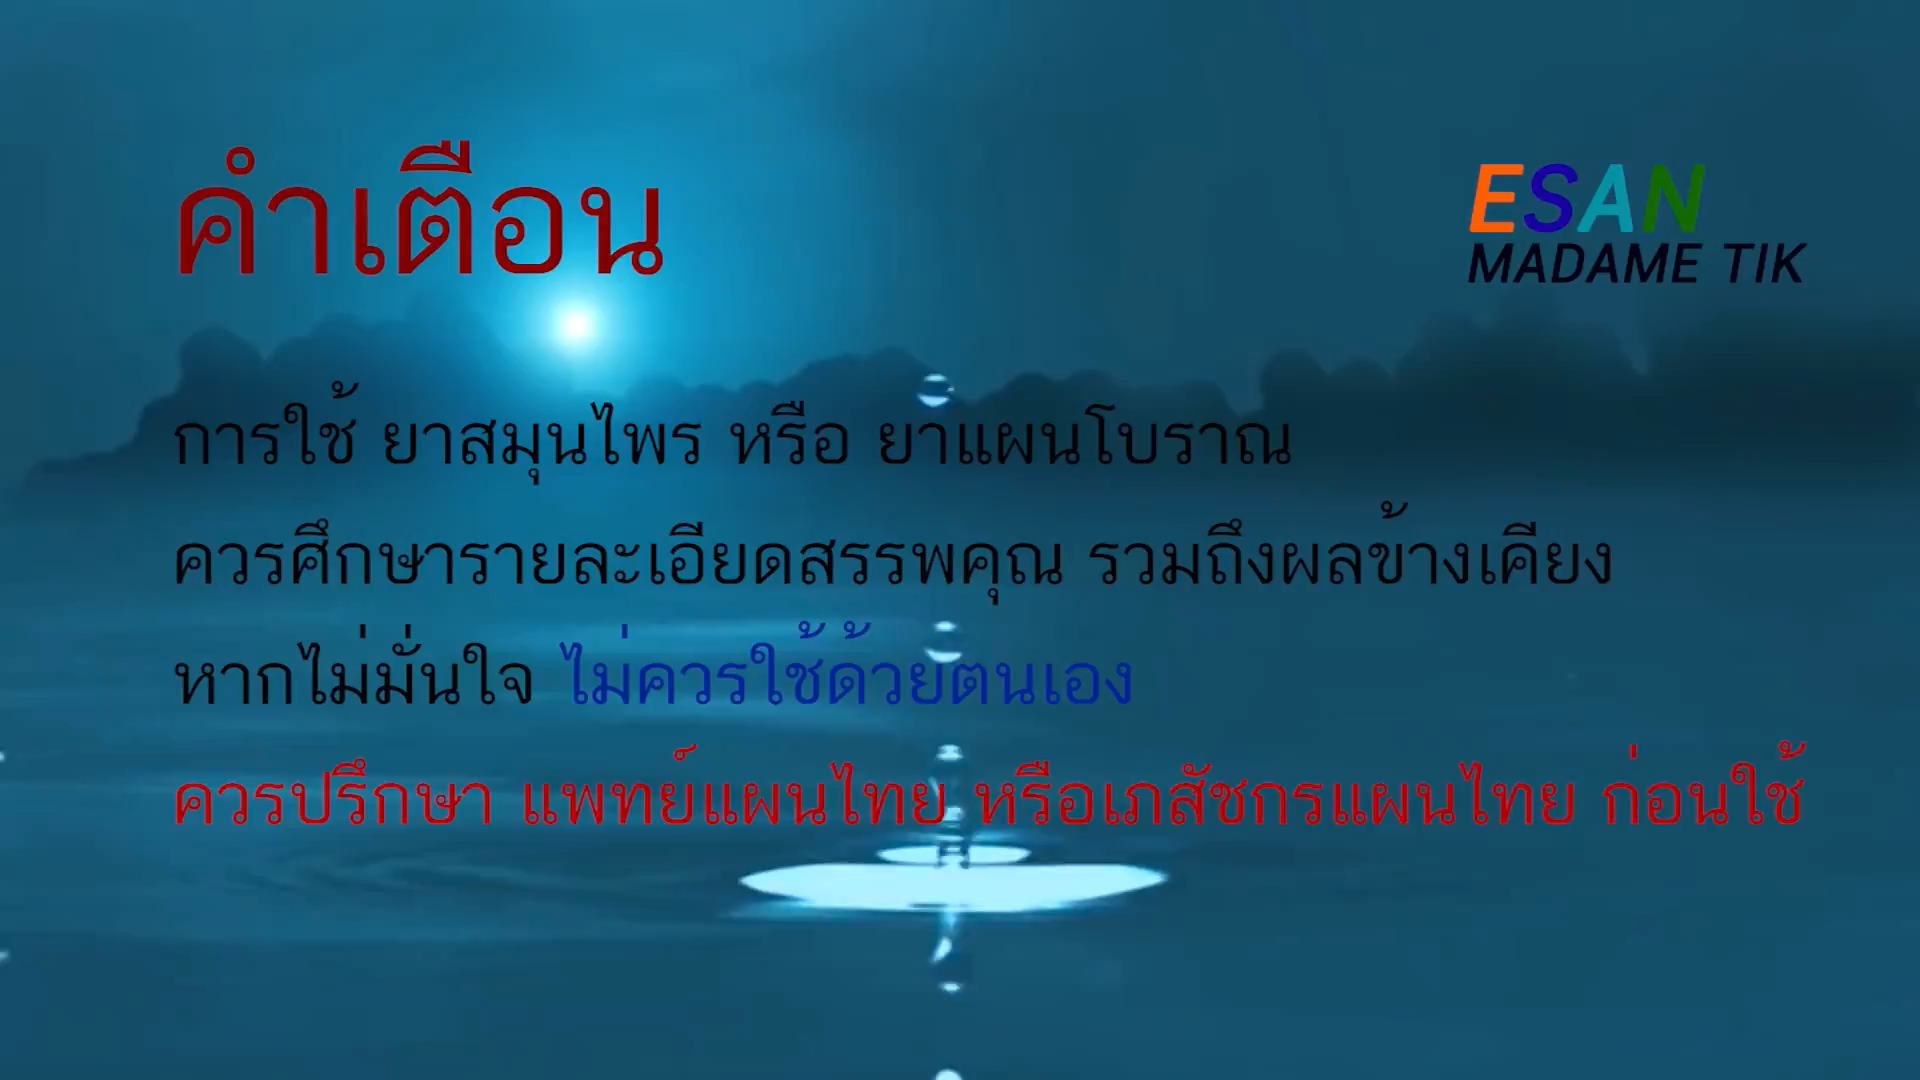 คำเตือน
ESAN
MADAME TIK
การใช้ ยาสมุนไพร หรือ ยาแผนโบราณ
ควรศึกษารายละเอียดสรรพคุณ รวมถึงผลข้างเคียง
หากไม่มั่นใจ ไม่ควรใช้ด้วยตนเอง
ควรปรึกษา แพทย์แผนไทย หรือเภสัชกรแผนไทย ก่อนใช้